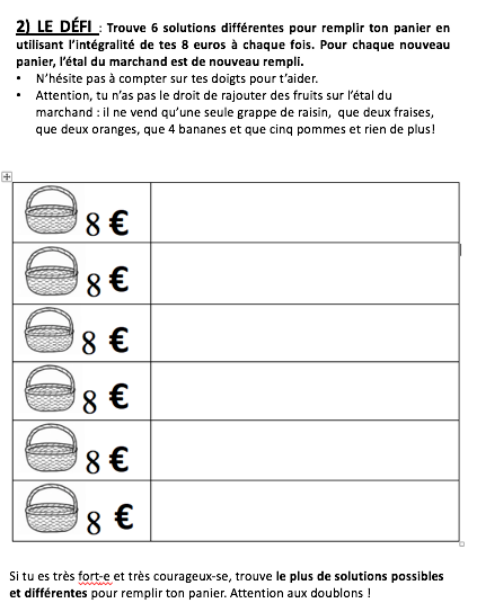 2) LE DÉFI : Trouve 6 solutions différentes pour remplir ton panier en
utilisant l'intégralité de tes 8 euros à chaque fois. Pour chaque nouveau
panier, l'étal du marchand est de nouveau rempli.
• N'hésite pas à compter sur tes doigts pour t'aider.
• Attention, tu n'as pas le droit de rajouter des fruits sur l'étal du
marchand : il ne vend qu'une seule grappe de raisin, que deux fraises,
que deux oranges, que 4 bananes et que cinq pommes et rien de plus!
8 €
8 €
8 €
8 €
8 €
8 €
Si tu es très fort-e et très courageux-se, trouve le plus de solutions possibles
et différentes pour remplir ton panier. Attention aux doublons !